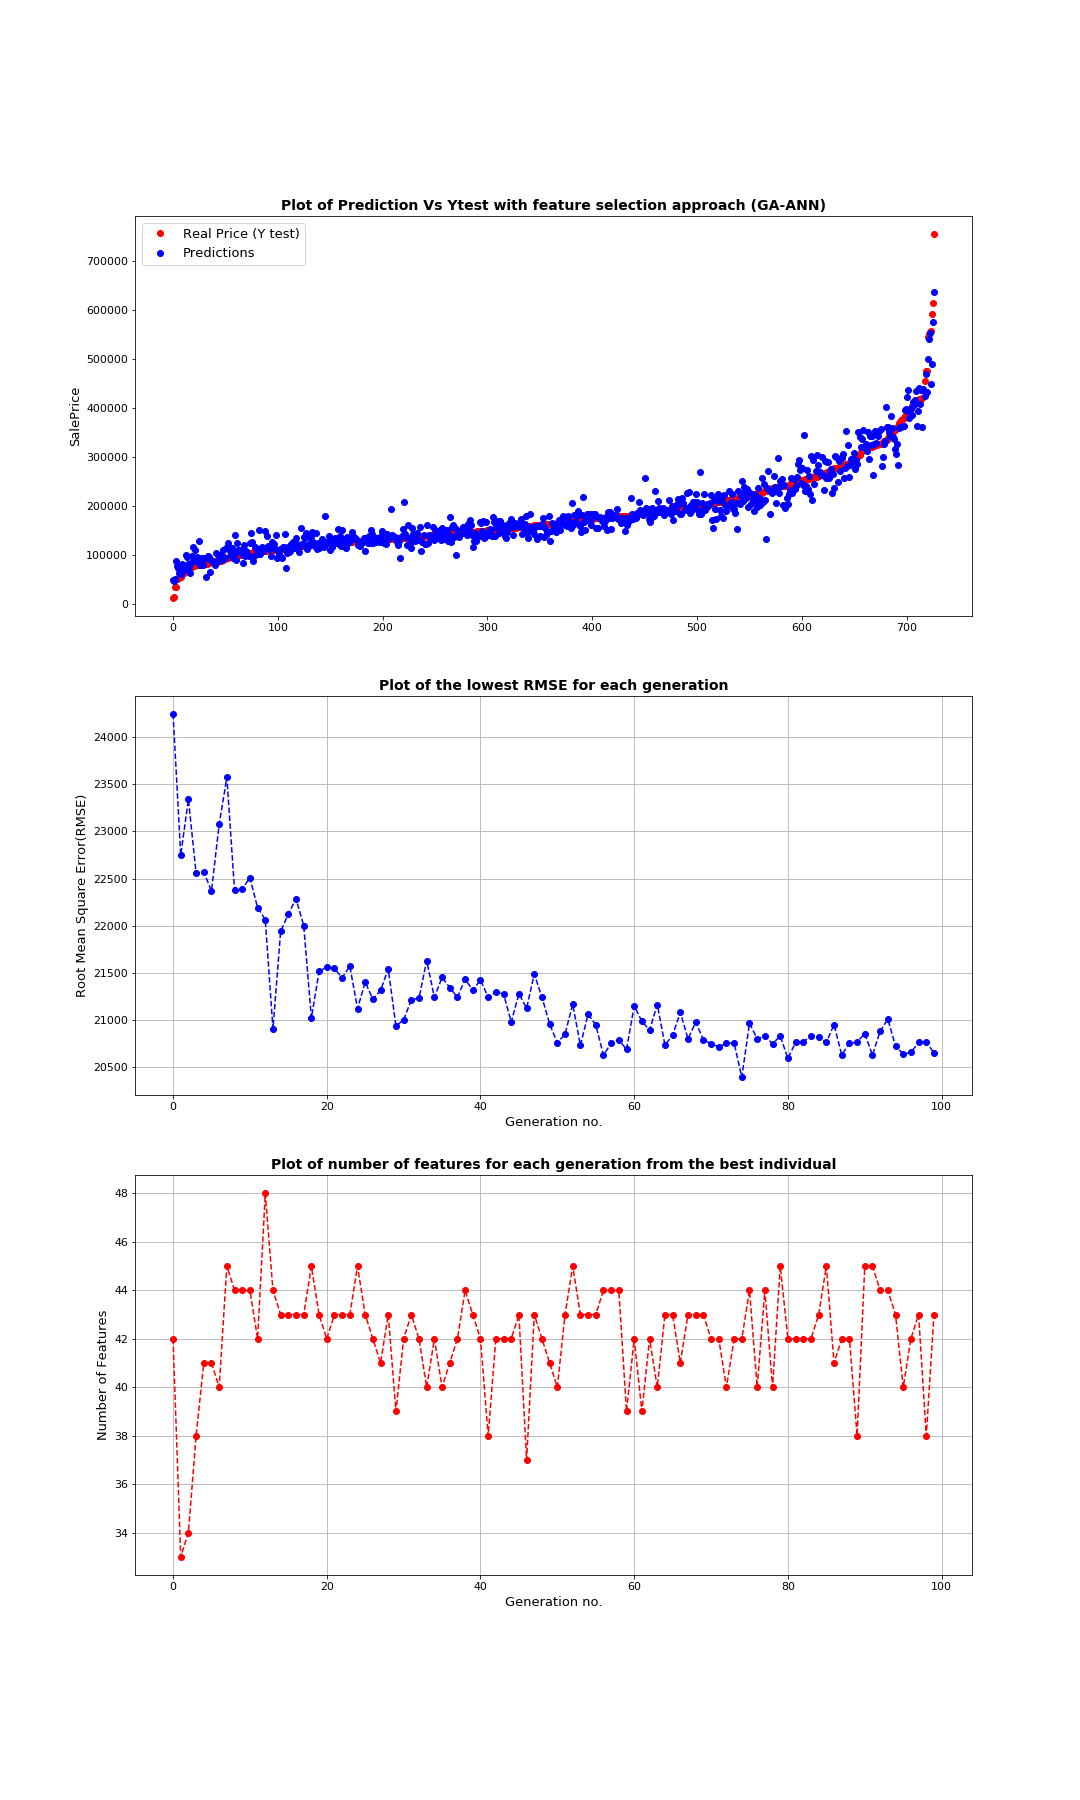 Plot of Prediction Vs Ytest with feature selection approach (GA-ANN)
Real Price (Y test)
Predictions
SalePrice
700000
600000
500000
400000
300000
200000
100000
0
0 100 200 300 400 500 600 700
Plot of the lowest RMSE for each generation
Root Mean Square Error(RMSE)
24000
23500
23000
22500
22000
21500
21000
20500
0 20 40 60 80 100
Generation no.
Plot of number of features for each generation from the best individual
Number of Features
48
46
44
42
40
38
36
34
0 20 40 60 80 100
Generation no.